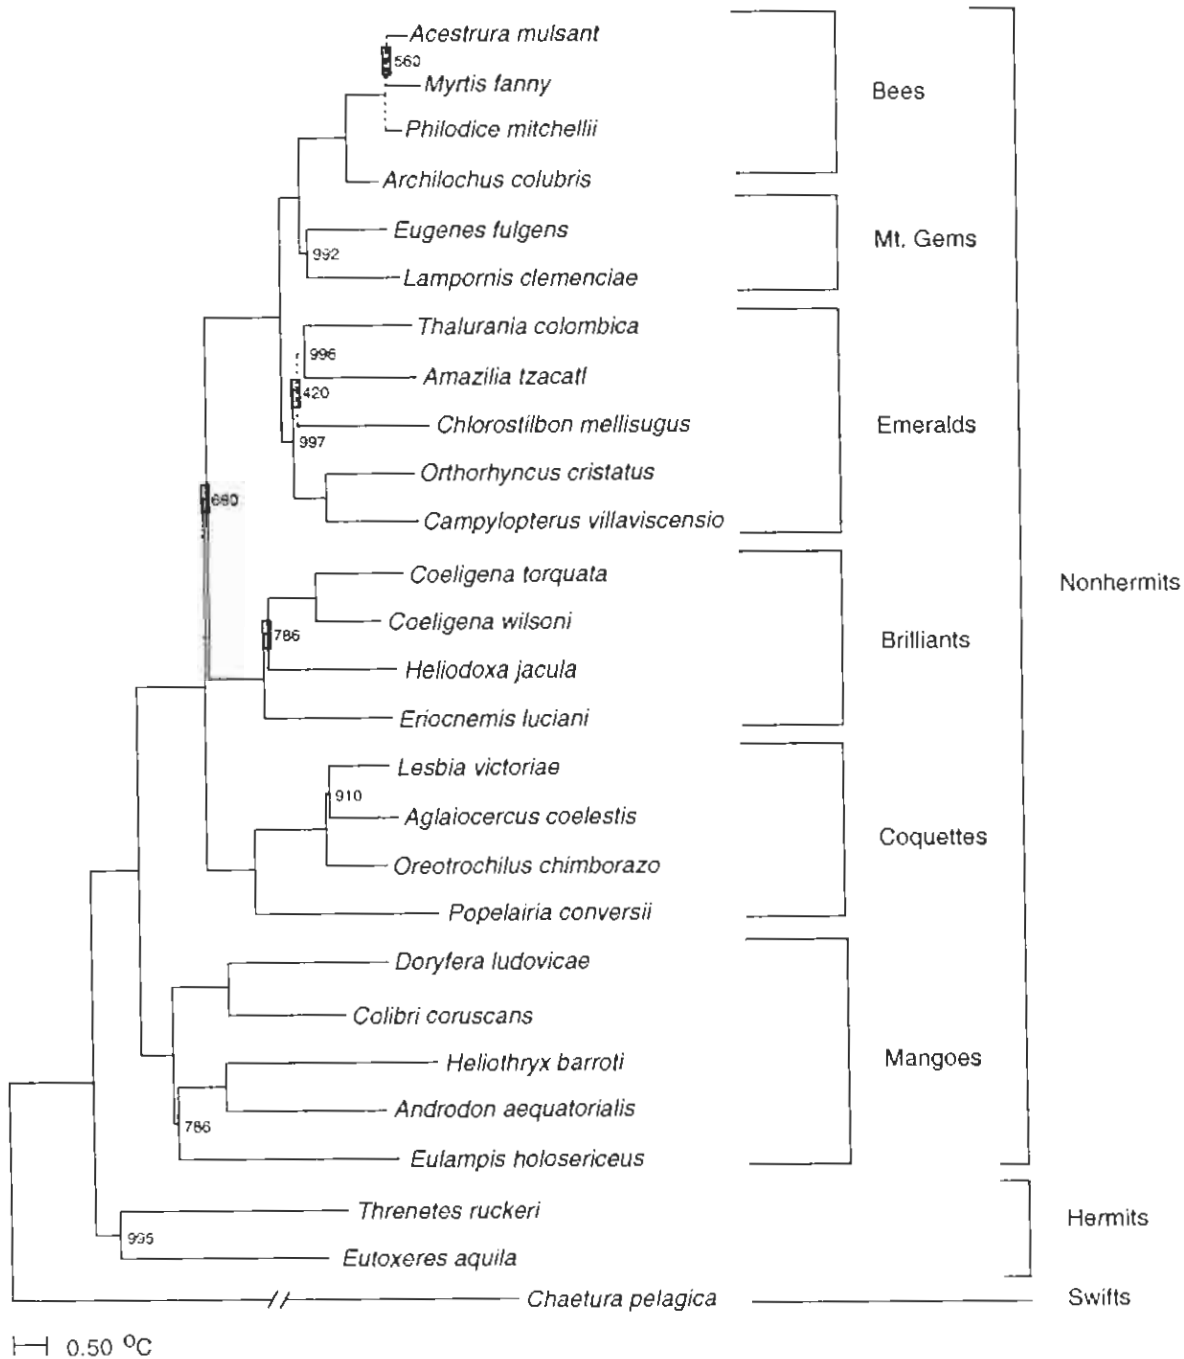 Acestrura mulsant
560
Myrtis fanny
Bees
Philodice mitchellii
Archilochus colubris
Eugenes fulgens
Mt. Gems
992
Lampornis clemenciae
Thalurania colombica
996
Amazilia tzacatl
420
Chlorostilbon mellisugus
Emeralds
997
Orthorhyncus cristatus
680
Campylopterus villaviscensio
Coeligena torquata
Nonhermits
Coeligena wilsoni
786
Brilliants
Heliodoxa jacula
Eriocnemis luciani
Lesbia victoriae
910
Aglaiocercus coelestis
Coquettes
Oreotrochilus chimborazo
Popelairia conversii
Doryfera ludovicae
Colibri coruscans
Heliothryx barroti
Mangoes
Androdon aequatorialis
786
Eulampis holosericeus
Threnetes ruckeri
Hermits
995
Eutoxeres aquila
Chaetura pelagica
Swifts
0.50 °C